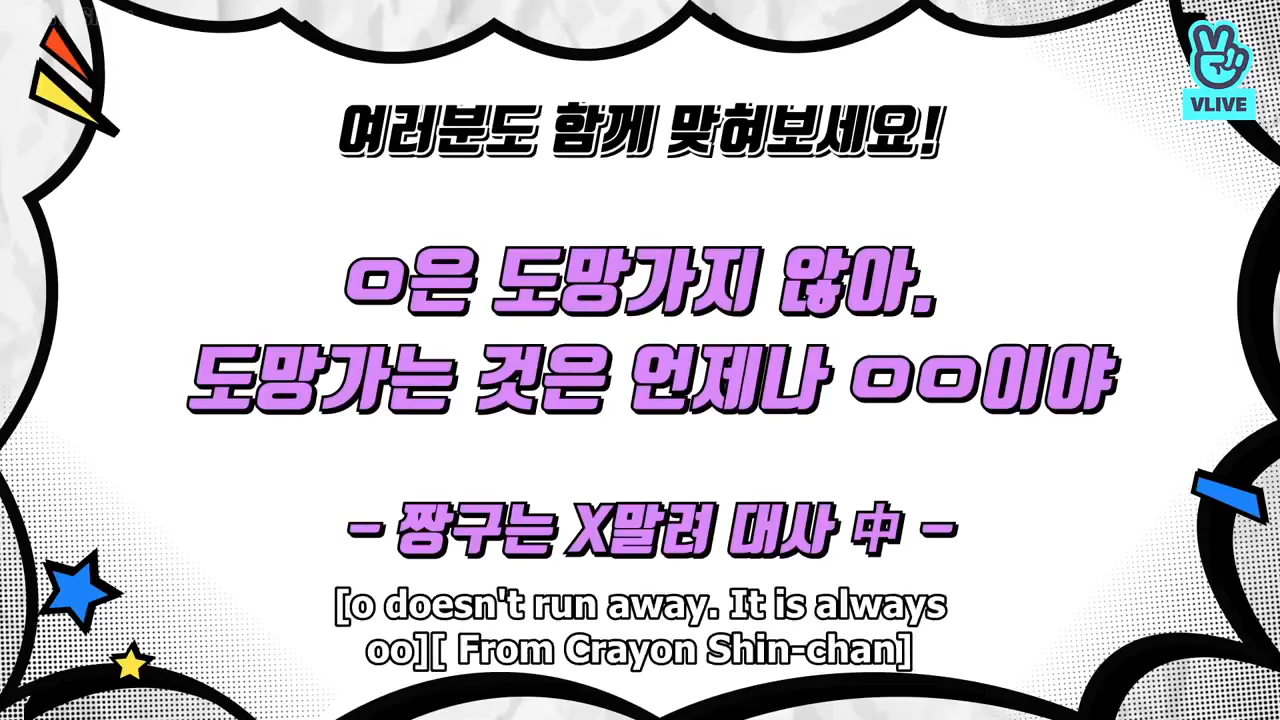 VLIVE
여러분도 함께 맞혀보세요!
ㅇ은 도망가지 않아.
도망가는 것은 언제나 ㅇㅇ이야
- 짱구는 X말려 대사 中 -
[o doesn't run away. It is always
oo][ From Crayon Shin-chan]